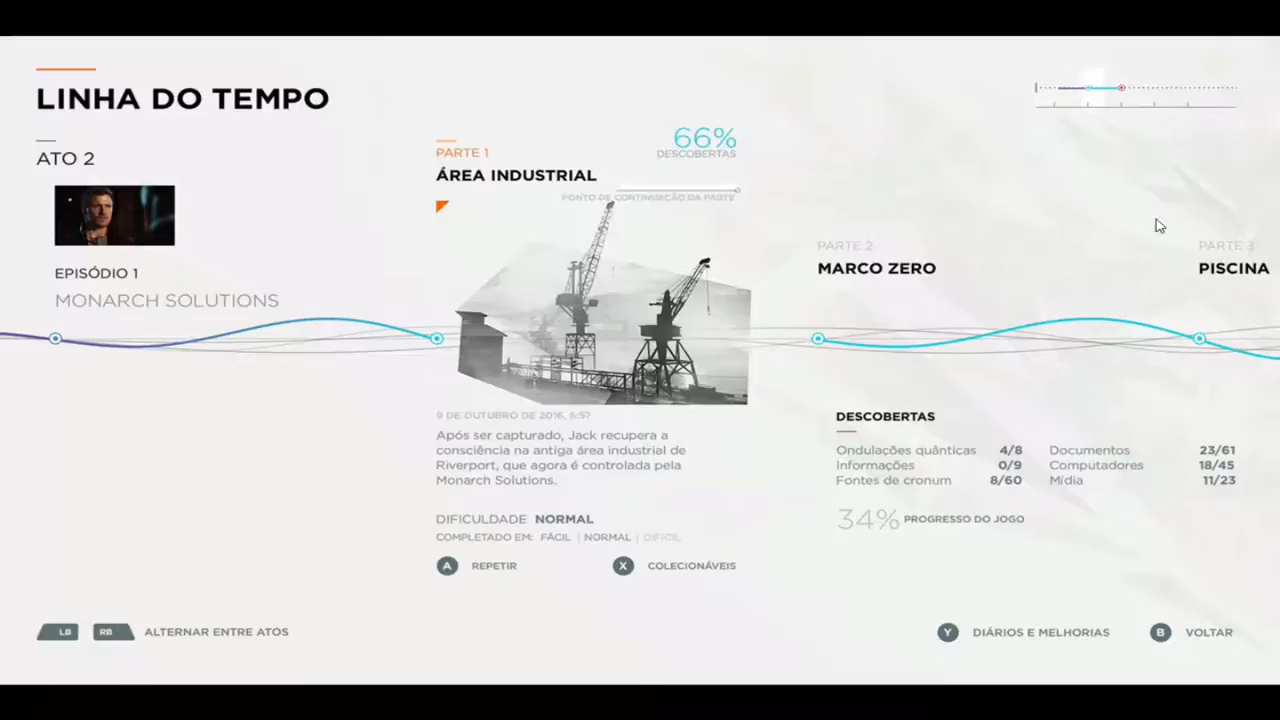 LINHA DO TEMPO
ATO 2
EPISÓDIO 1
MONARCH SOLUTIONS
PARTE 1
66%
DESCOBERTAS
ÁREA INDUSTRIAL
PONTO DE CONTINUAÇÃO DA PARTE
9 DE OUTUBRO DE 2016, 6:57
Após ser capturado, Jack recupera a
consciência na antiga área industrial de
Riverport, que agora é controlada pela
Monarch Solutions.
DIFICULDADE NORMAL
COMPLETADO EM: FÁCIL | NORMAL | DIFÍCIL
A REPETIR
X COLECIONÁVEIS
PARTE 2
MARCO ZERO
PARTE 3
PISCINA
DESCOBERTAS
Ondulações quânticas 4/8
Informações 0/9
Fontes de cronum 8/60
Documentos 23/61
Computadores 18/45
Mídia 11/23
34% PROGRESSO DO JOGO
LB RB ALTERNAR ENTRE ATOS
Y DIÁRIOS E MELHORIAS
B VOLTAR